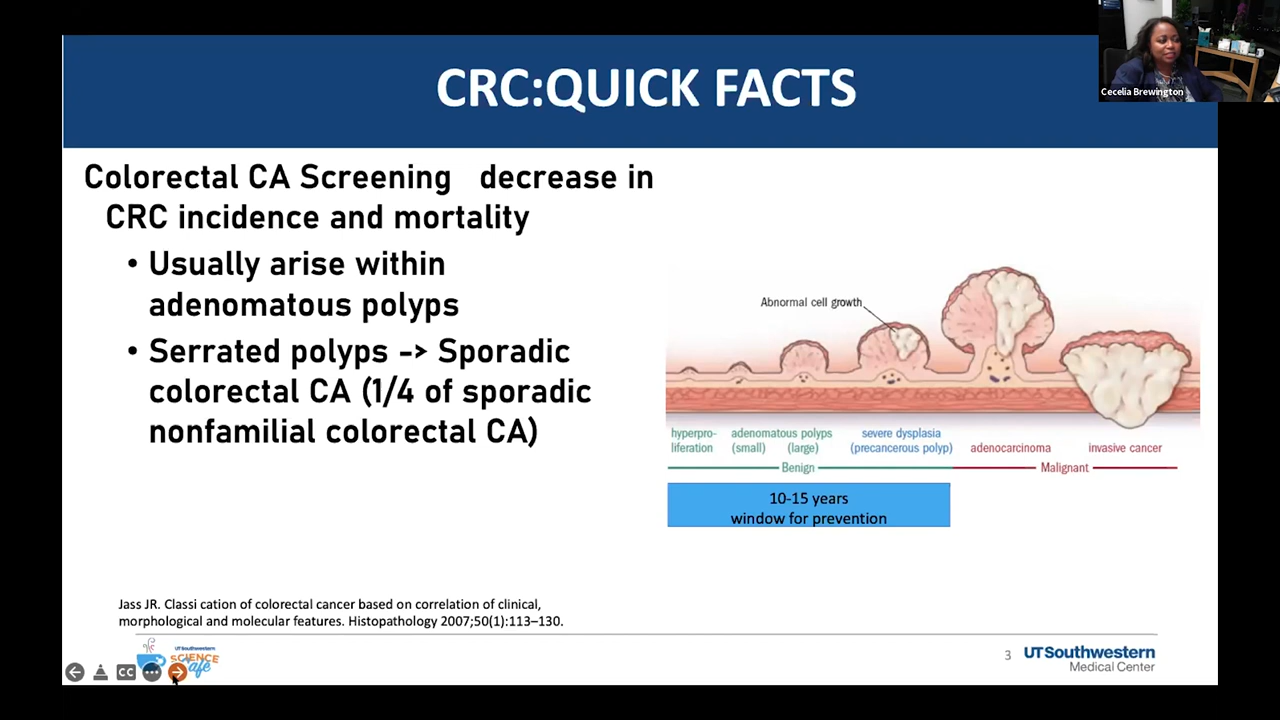 CRC:QUICK FACTS
Cecelia Brewington
Colorectal CA Screening decrease in
CRC incidence and mortality
• Usually arise within
adenomatous polyps
• Serrated polyps -> Sporadic
colorectal CA (1/4 of sporadic
nonfamilial colorectal CA)
Abnormal cell growth
hyperpro-
liferation
adenomatous polyps
(small) (large)
severe dysplasia
(precancerous polyp)
adenocarcinoma
invasive cancer
Benign
Malignant
10-15 years
window for prevention
Jass JR. Classi cation of colorectal cancer based on correlation of clinical,
morphological and molecular features. Histopathology 2007;50(1):113–130.
UT Southwestern
SCIENCE
Cafe
CC
3
UTSouthwestern
Medical Center